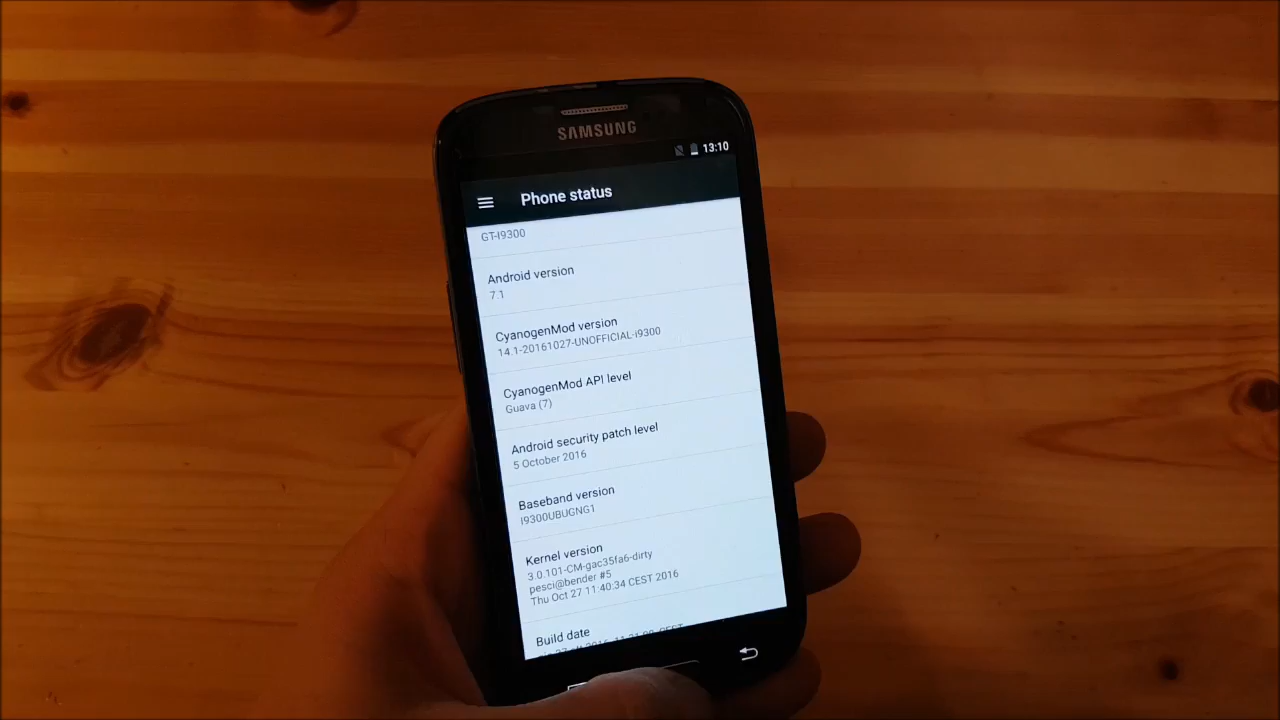 SAMSUNG
13:10
Phone status
GT-I9300
Android version
7.1
CyanogenMod version
14.1-20161027-UNOFFICIAL-i9300
CyanogenMod API level
Guava (7)
Android security patch level
5 October 2016
Baseband version
I9300UBUGNG1
Kernel version
3.0.101-CM-gac35fa6-dirty
pesci@bender #5
Thu Oct 27 11:40:34 CEST 2016
Build date